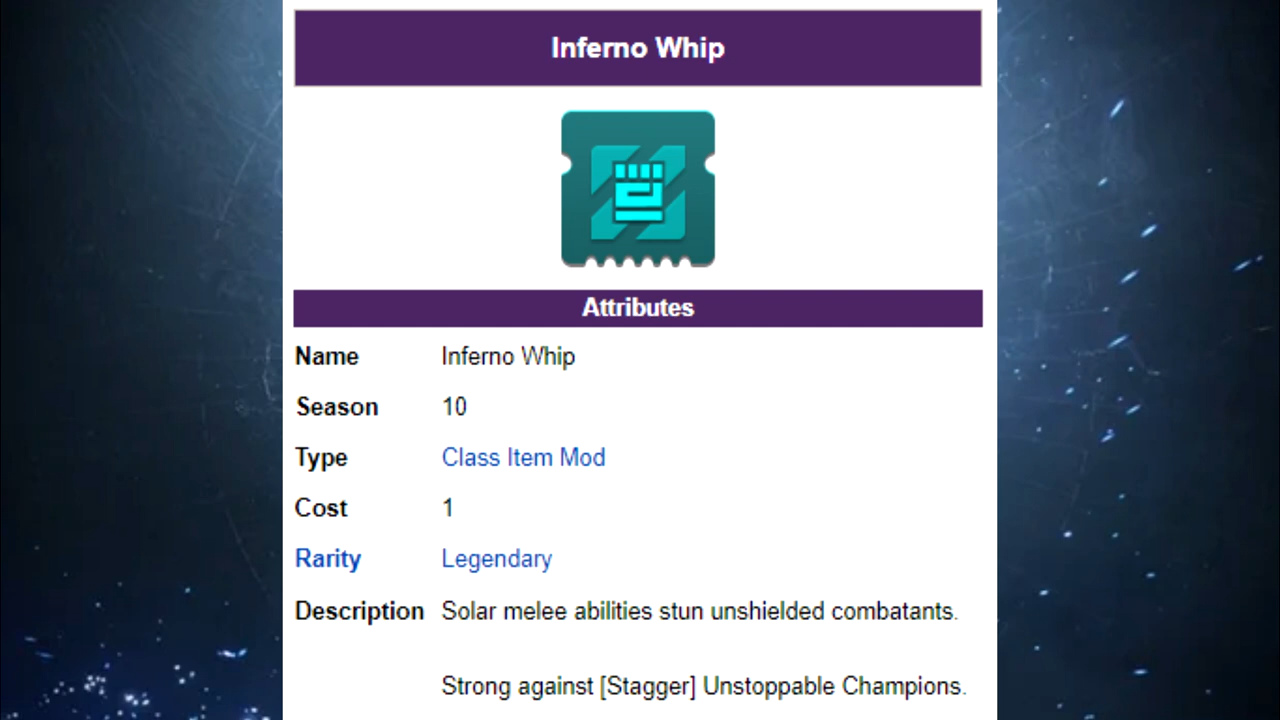 Inferno Whip
Attributes
Name Inferno Whip
Season 10
Type Class Item Mod
Cost 1
Rarity Legendary
Description Solar melee abilities stun unshielded combatants.
Strong against [Stagger] Unstoppable Champions.